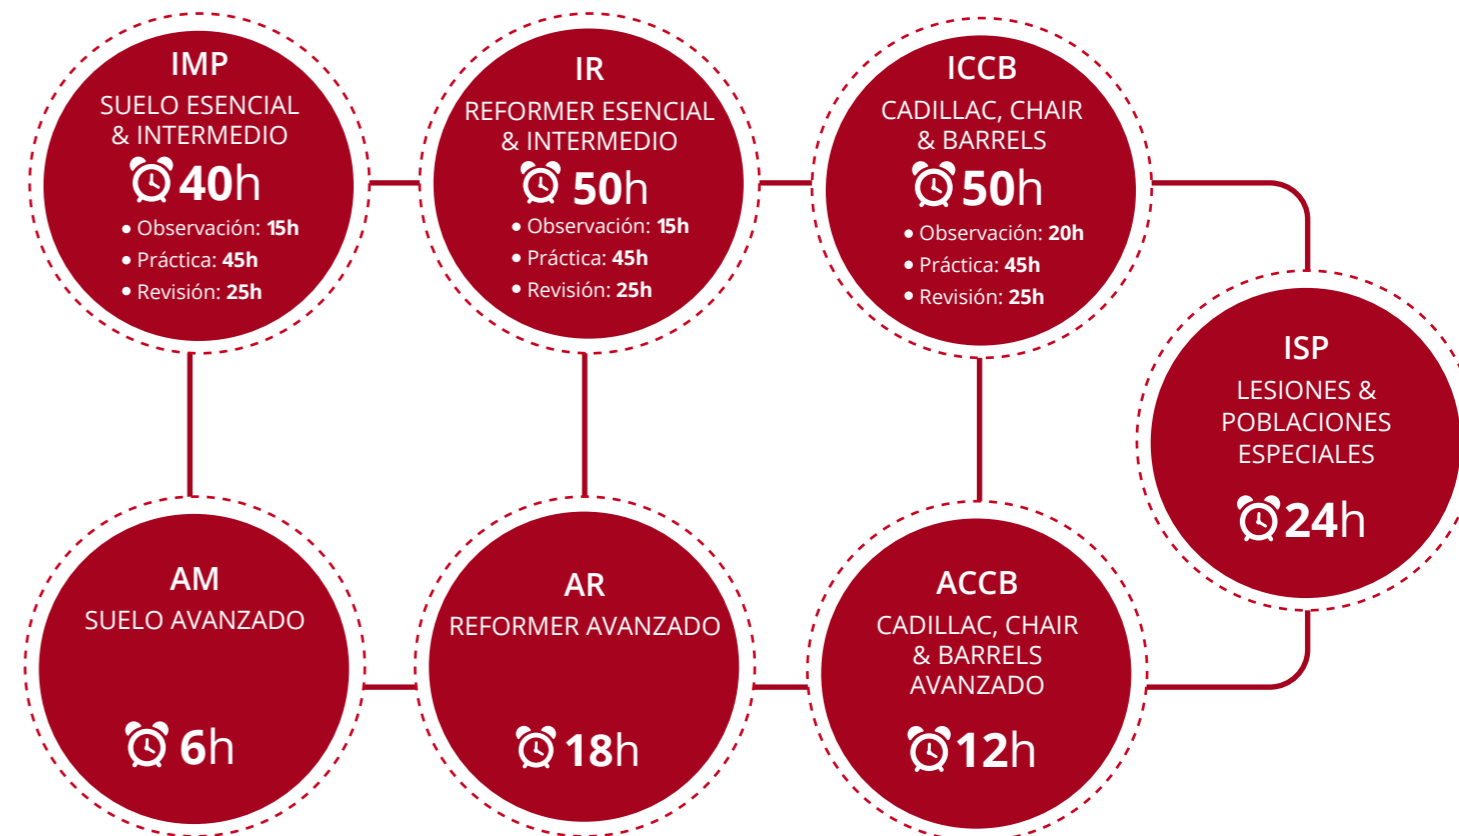 IMP
SUELO ESENCIAL
& INTERMEDIO
40h
• Observación: 15h
• Práctica: 45h
• Revisión: 25h
IR
REFORMER ESENCIAL
& INTERMEDIO
50h
• Observación: 15h
• Práctica: 45h
• Revisión: 25h
ICCB
CADILLAC, CHAIR
& BARRELS
50h
• Observación: 20h
• Práctica: 45h
• Revisión: 25h
ISP
LESIONES &
POBLACIONES
ESPECIALES
24h
AM
SUELO AVANZADO
6h
AR
REFORMER AVANZADO
18h
ACCB
CADILLAC, CHAIR
& BARRELS
AVANZADO
12h